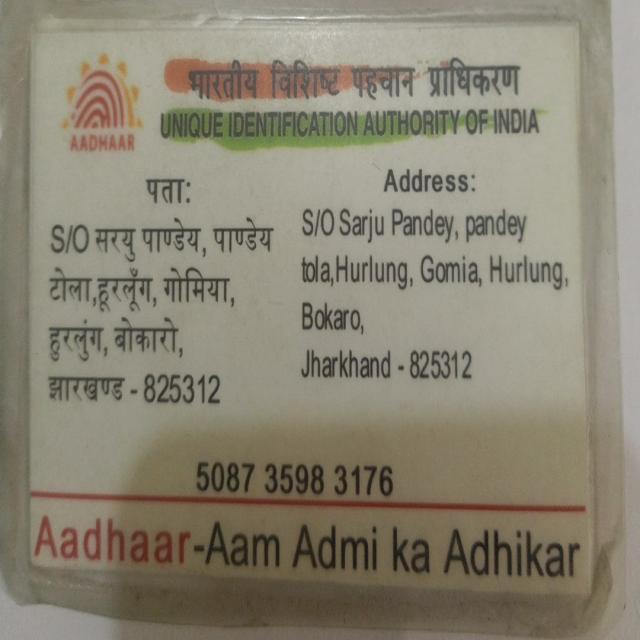 भारतीय विशिष्ट पहचान प्राधिकरण
UNIQUE IDENTIFICATION AUTHORITY OF INDIA
AADHAAR
पता:
S/O सरयु पाण्डेय, पाण्डेय
टोला,हूरलूँग, गोमिया,
हुरलुंग, बोकारो,
झारखण्ड - 825312
Address:
S/O Sarju Pandey, pandey
tola,Hurlung, Gomia, Hurlung,
Bokaro,
Jharkhand - 825312
5087 3598 3176
Aadhaar-Aam Admi ka Adhikar